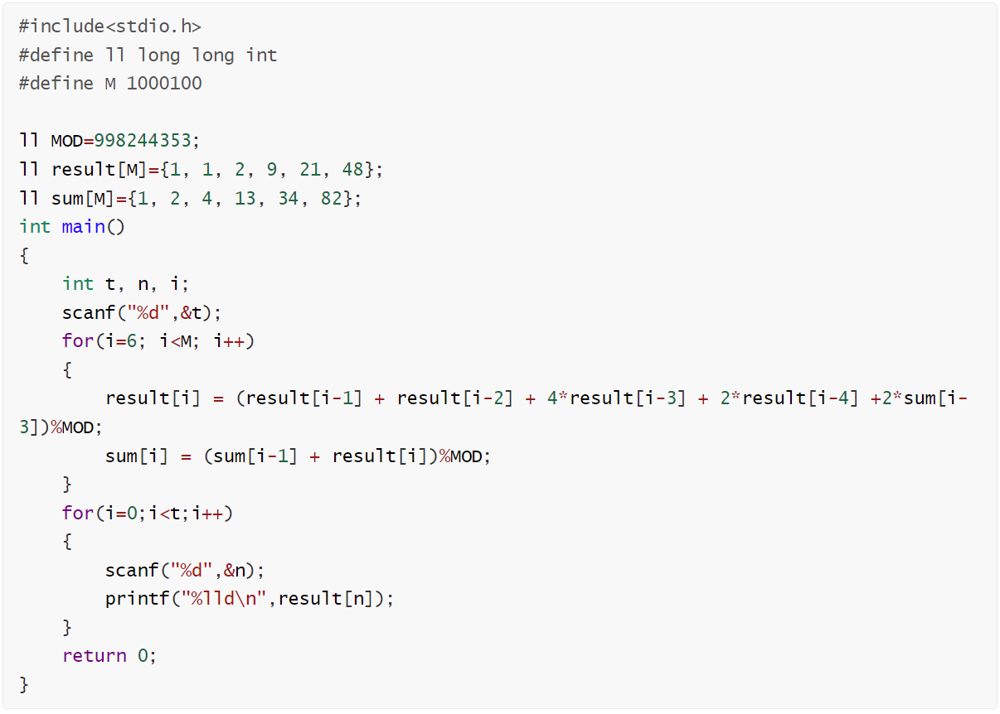 #include<stdio.h>
#define ll long long int
#define M 1000100

ll MOD=998244353;
ll result[M]={1, 1, 2, 9, 21, 48};
ll sum[M]={1, 2, 4, 13, 34, 82};
int main()
{
    int t, n, i;
    scanf("%d",&t);
    for(i=6; i<M; i++)
    {
        result[i] = (result[i-1] + result[i-2] + 4*result[i-3] + 2*result[i-4] +2*sum[i-
3])%MOD;
        sum[i] = (sum[i-1] + result[i])%MOD;
    }
    for(i=0;i<t;i++)
    {
        scanf("%d",&n);
        printf("%lld\n",result[n]);
    }
    return 0;
}